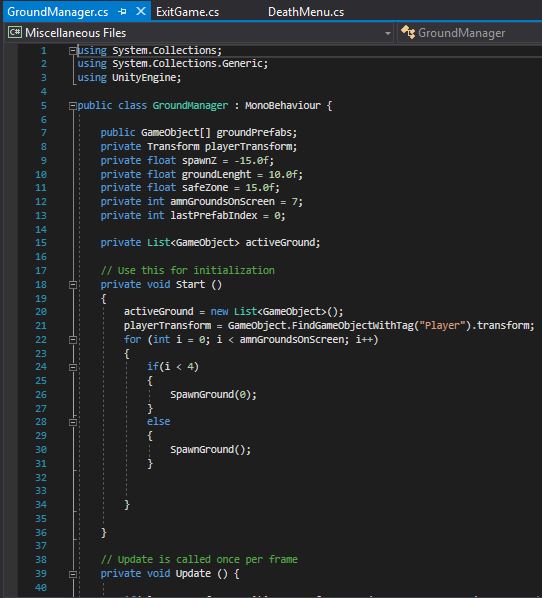 GroundManager.cs ExitGame.cs DeathMenu.cs
C# Miscellaneous Files GroundManager
1 using System.Collections;
2 using System.Collections.Generic;
3 using UnityEngine;
4
5 public class GroundManager : MonoBehaviour {
6
7 public GameObject[] groundPrefabs;
8 private Transform playerTransform;
9 private float spawnZ = -15.0f;
10 private float groundLenght = 10.0f;
11 private float safeZone = 15.0f;
12 private int amnGroundsOnScreen = 7;
13 private int lastPrefabIndex = 0;
14
15 private List<GameObject> activeGround;
16
17 // Use this for initialization
18 private void Start ()
19 {
20 activeGround = new List<GameObject>();
21 playerTransform = GameObject.FindGameObjectWithTag("Player").transform;
22 for (int i = 0; i < amnGroundsOnScreen; i++)
23 {
24 if(i < 4)
25 {
26 SpawnGround(0);
27 }
28 else
29 {
30 SpawnGround();
31 }
32
33
34 }
35
36 }
37
38 // Update is called once per frame
39 private void Update () {
40